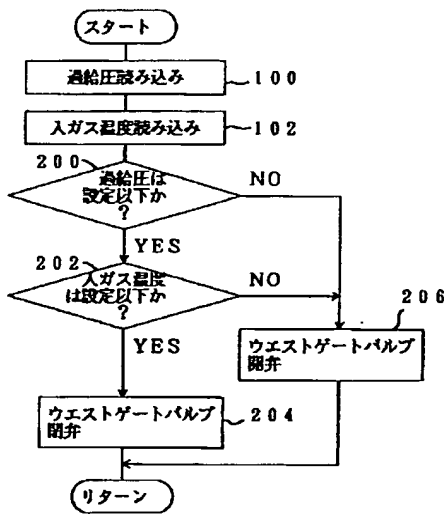 スタート
過給圧読み込み
100
入ガス温度読み込み
102
200
過給圧は
設定以下か
?
NO
YES
202
入ガス温度
は設定以下か
?
NO
YES
206
ウエストゲートバルブ
開弁
ウエストゲートバルブ
閉弁
204
リターン